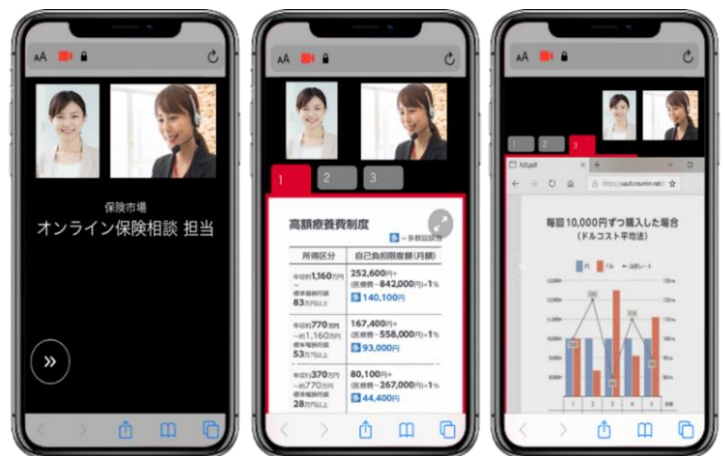 AA
保険市場
オンライン保険相談 担当
»
AA
1 2 3
高額療養費制度
所得区分 自己負担限度額(月額)
年収約1,160万円
~
標準報酬月額
83万円以上
252,600円+
(医療費-842,000円)×1%
多 140,100円
年収約770万円
~約1,160万円
標準報酬月額
53万円以上
167,400円+
(医療費-558,000円)×1%
多 93,000円
年収約370万円
~約770万円
標準報酬月額
28万円以上
80,100円+
(医療費-267,000円)×1%
多 44,400円
AA
1 2 3
毎回10,000円ずつ購入した場合
(ドルコスト平均法)
円 ドル
1 2 3 4 5